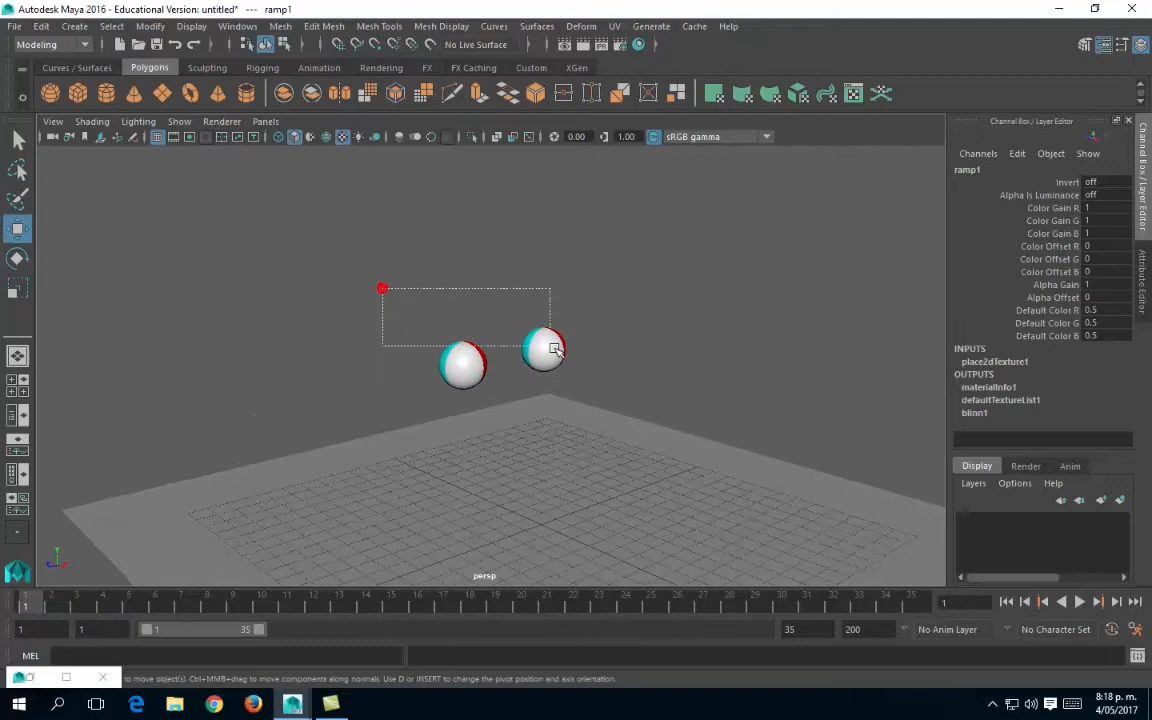 Autodesk Maya 2016 - Educational Version: untitled*   ---   ramp1
File Edit Create Select Modify Display Windows Mesh Edit Mesh Mesh Tools Mesh Display Curves Surfaces Deform UV Generate Cache Help
Modeling No Live Surface
Curves / Surfaces Polygons Sculpting Rigging Animation Rendering FX FX Caching Custom XGen
View Shading Lighting Show Renderer Panels
0.00 1.00 sRGB gamma
Channel Box / Layer Editor
Channels Edit Object Show
ramp1
Invert off
Alpha Is Luminance off
Color Gain R 1
Color Gain G 1
Color Gain B 1
Color Offset R 0
Color Offset G 0
Color Offset B 0
Alpha Gain 1
Alpha Offset 0
Default Color R 0.5
Default Color G 0.5
Default Color B 0.5
INPUTS
place2dTexture1
OUTPUTS
materialInfo1
defaultTextureList1
blinn1
Display Render Anim
Layers Options Help
Channel Box / Layer Editor
Attribute Editor
y
persp
1 2 3 4 5 6 7 8 9 10 11 12 13 14 15 16 17 18 19 20 21 22 23 24 25 26 27 28 29 30 31 32 33 34 35
1
1
1 1 1 35 35 200 No Anim Layer No Character Set
MEL
to move object(s). Ctrl+MMB+drag to move components along normals. Use D or INSERT to change the pivot position and axis orientation.
8:18 p. m.
4/05/2017